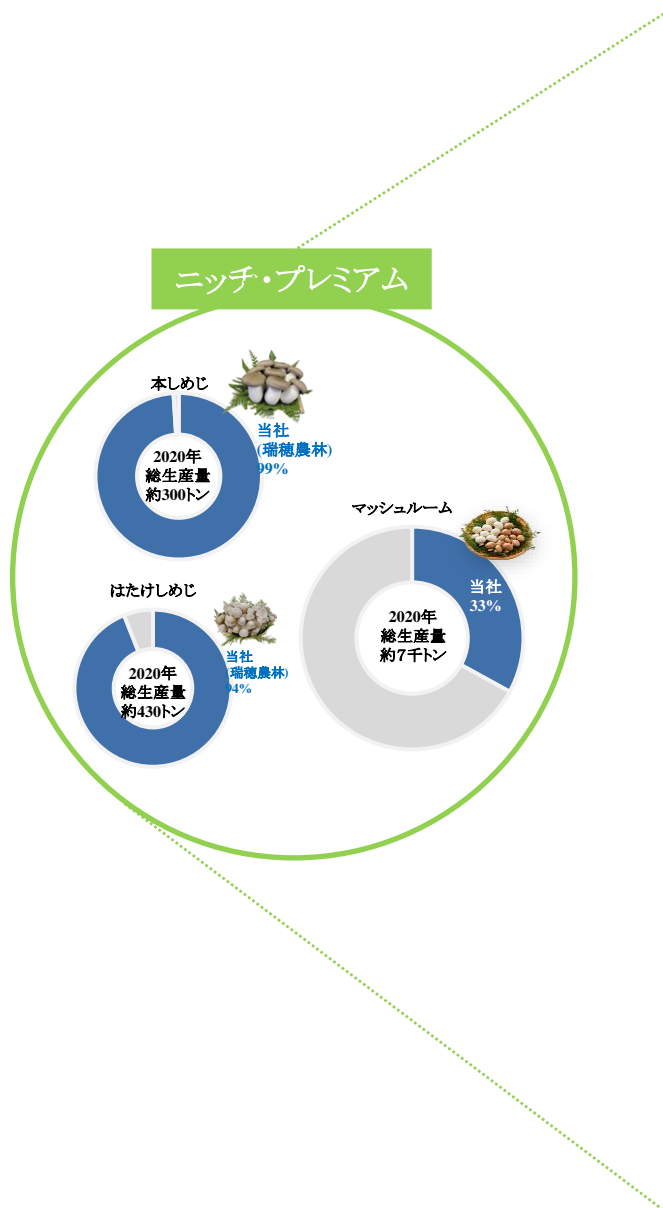 ニッチ・プレミアム
本しめじ
当社
(瑞穂農林)
99%
2020年
総生産量
約300トン
マッシュルーム
当社
33%
2020年
総生産量
約7千トン
はたけしめじ
当社
(瑞穂農林)
94%
2020年
総生産量
約430トン